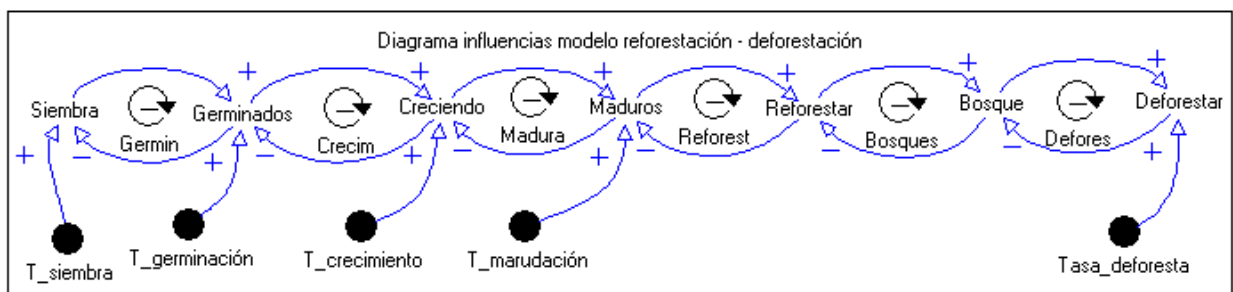 Diagrama influencias modelo reforestación - deforestación
+ + + + + +
Siembra Germinados Creciendo Maduros Reforestar Bosque Deforestar
Germin Crecim Madura Reforest Bosques Defores
+ − + − + − + − − − +
T_siembra T_germinación T_crecimiento T_marudación Tasa_deforesta